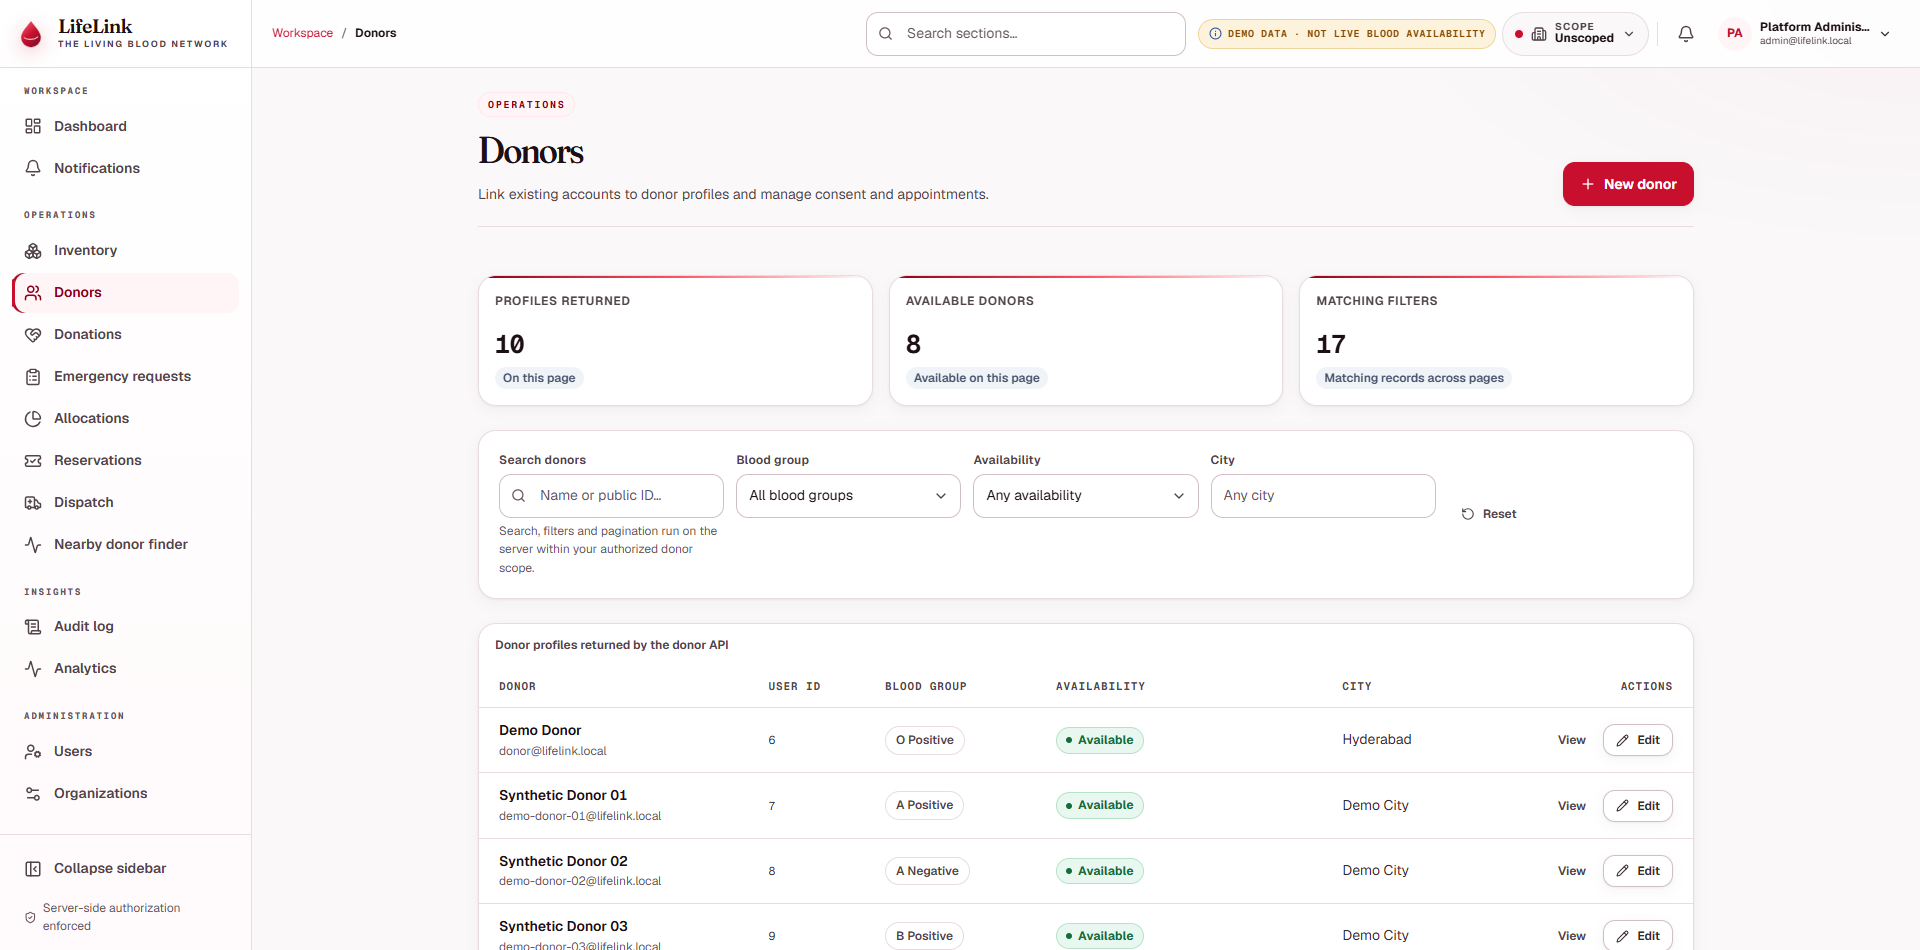 LifeLink
THE LIVING BLOOD NETWORK
Workspace / Donors
Search sections...
DEMO DATA · NOT LIVE BLOOD AVAILABILITY
SCOPE
Unscoped
PA
Platform Adminis...
admin@lifelink.local
WORKSPACE
Dashboard
Notifications
OPERATIONS
Inventory
Donors
Donations
Emergency requests
Allocations
Reservations
Dispatch
Nearby donor finder
INSIGHTS
Audit log
Analytics
ADMINISTRATION
Users
Organizations
Collapse sidebar
Server-side authorization
enforced
OPERATIONS
Donors
Link existing accounts to donor profiles and manage consent and appointments.
New donor
PROFILES RETURNED
10
On this page
AVAILABLE DONORS
8
Available on this page
MATCHING FILTERS
17
Matching records across pages
Search donors
Name or public ID...
Search, filters and pagination run on the
server within your authorized donor
scope.
Blood group
All blood groups
Availability
Any availability
City
Any city
Reset
Donor profiles returned by the donor API
DONOR USER ID BLOOD GROUP AVAILABILITY CITY ACTIONS
Demo Donor
donor@lifelink.local
6 O Positive Available Hyderabad View Edit
Synthetic Donor 01
demo-donor-01@lifelink.local
7 A Positive Available Demo City View Edit
Synthetic Donor 02
demo-donor-02@lifelink.local
8 A Negative Available Demo City View Edit
Synthetic Donor 03
demo-donor-03@lifelink.local
9 B Positive Available Demo City View Edit